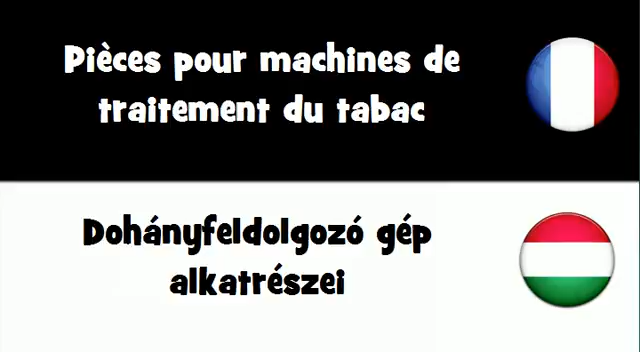 Pièces pour machines de
traitement du tabac
Dohányfeldolgozó gép
alkatrészei